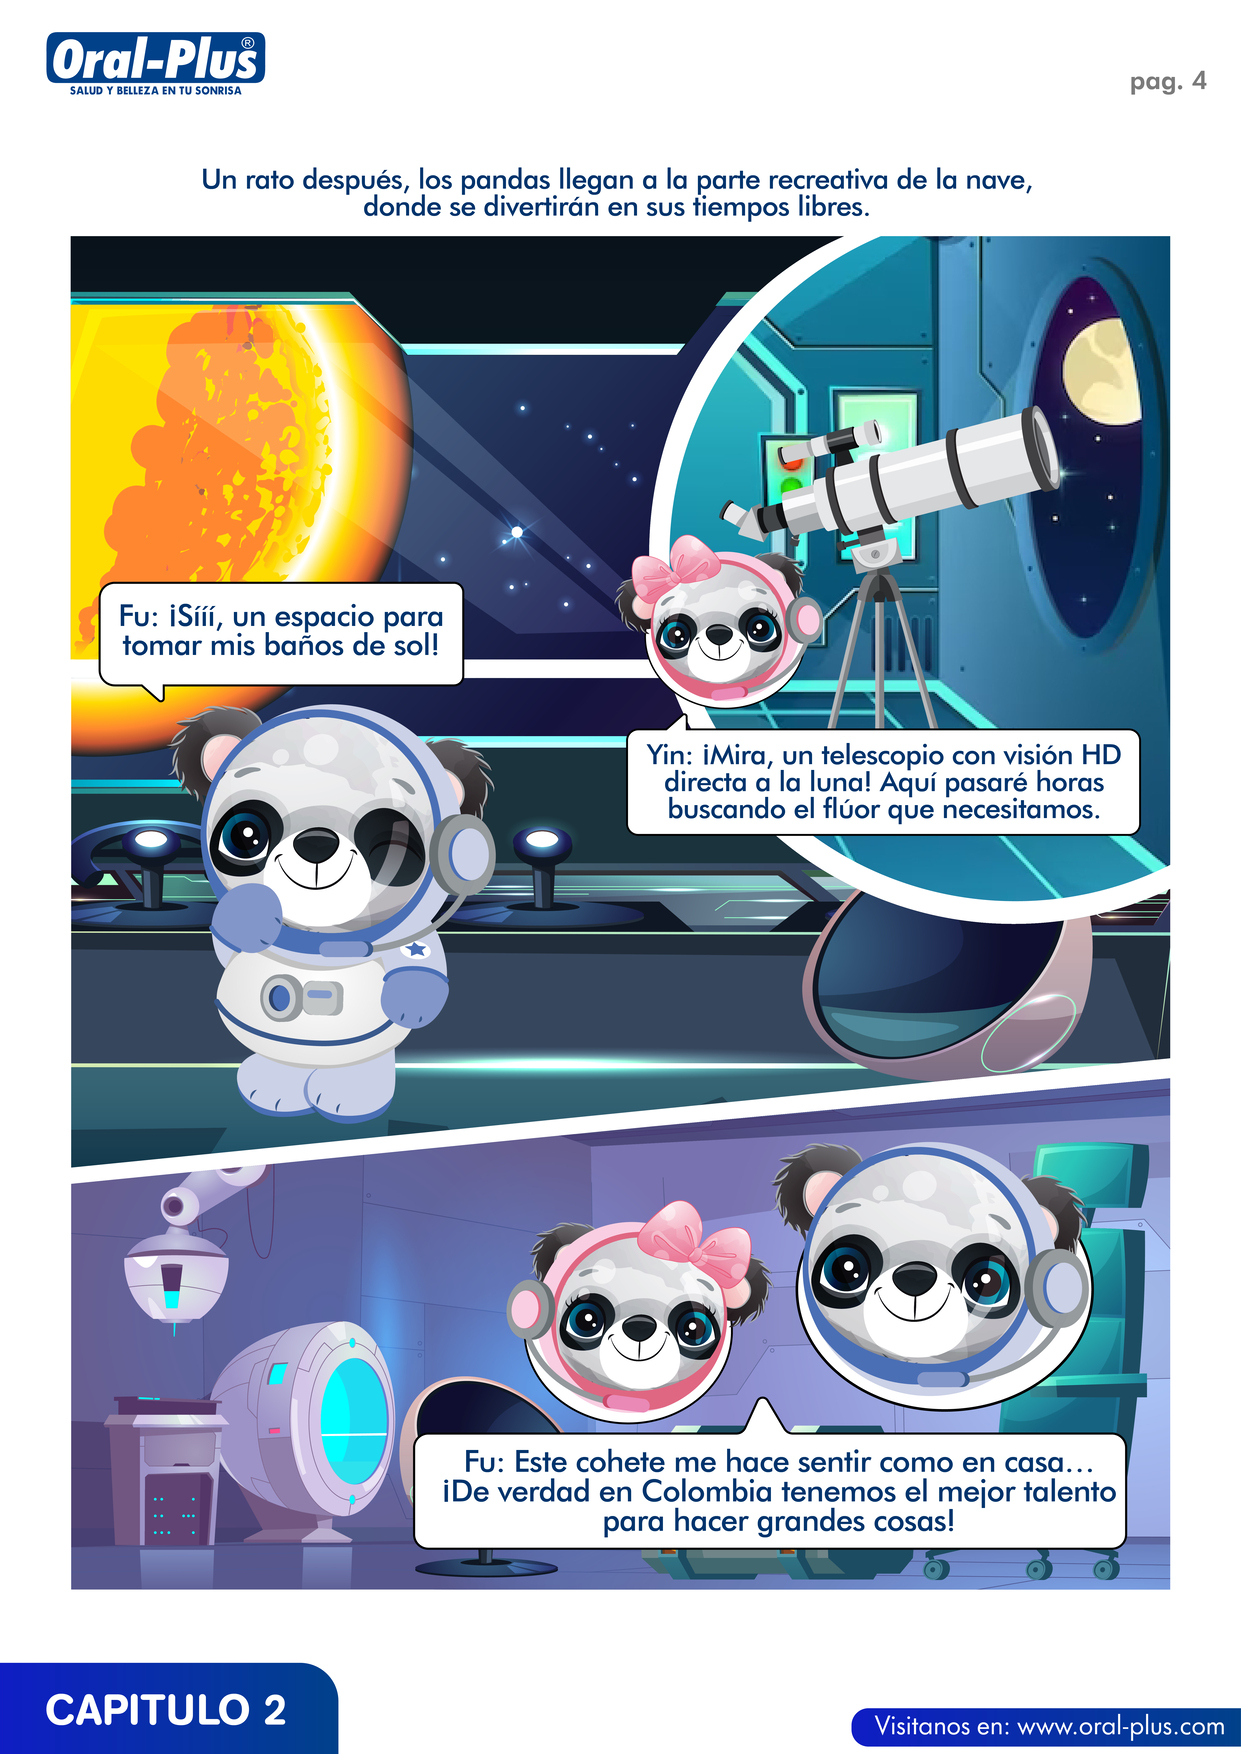 Oral-Plus®
SALUD Y BELLEZA EN TU SONRISA
pag. 4
Un rato después, los pandas llegan a la parte recreativa de la nave,
donde se divertirán en sus tiempos libres.
Fu: ¡Sííí, un espacio para
tomar mis baños de sol!
Yin: ¡Mira, un telescopio con visión HD
directa a la luna! Aquí pasaré horas
buscando el flúor que necesitamos.
Fu: Este cohete me hace sentir como en casa...
¡De verdad en Colombia tenemos el mejor talento
para hacer grandes cosas!
CAPITULO 2
Visitanos en: www.oral-plus.com